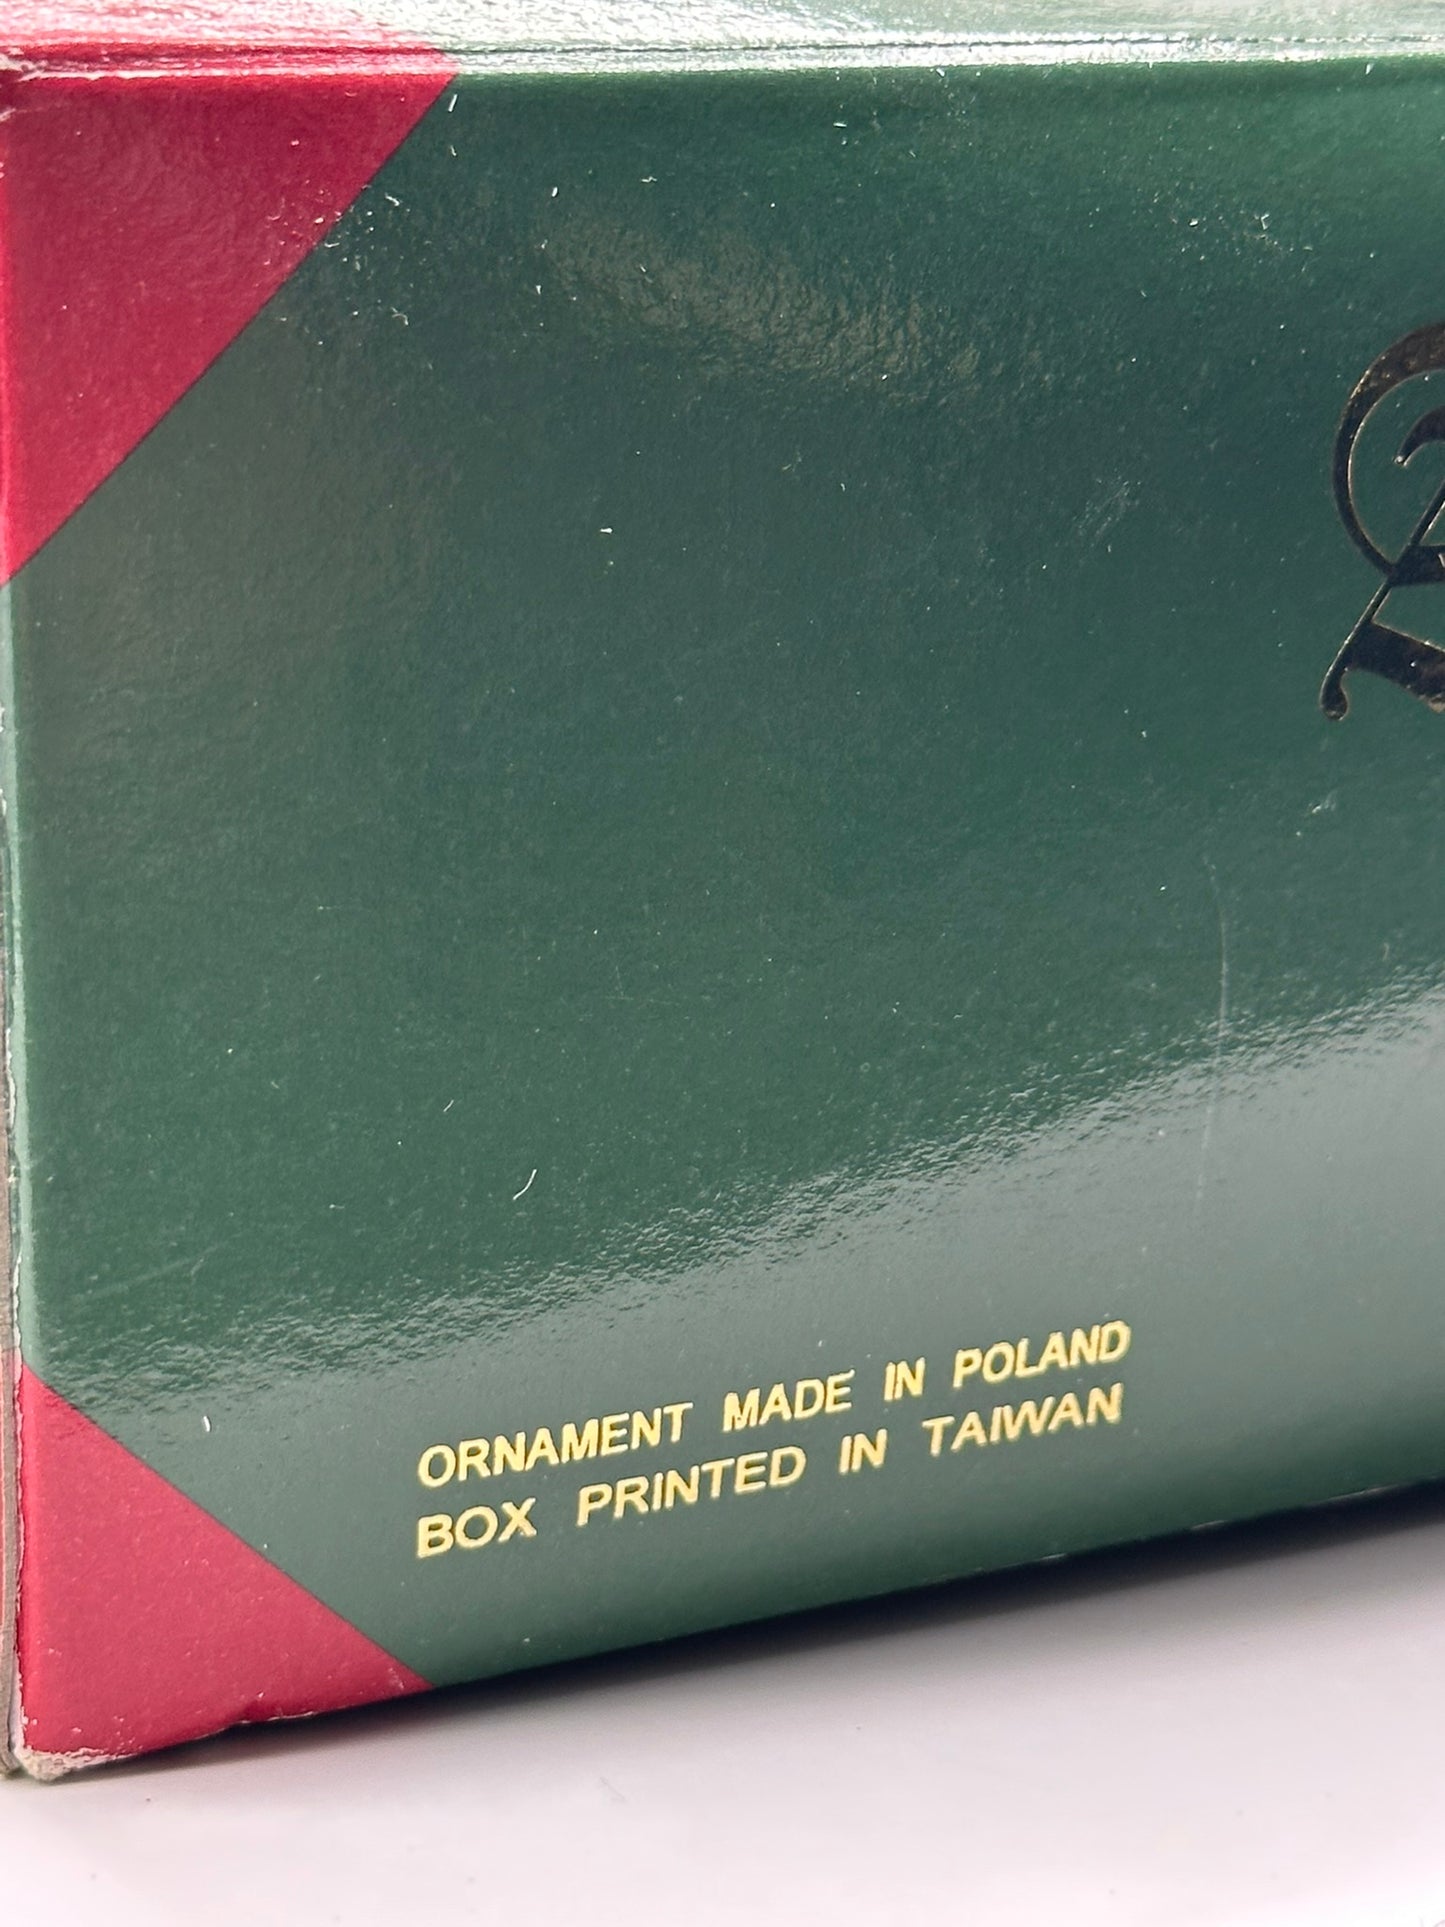 ORNAMENT MADE IN POLAND
BOX PRINTED IN TAIWAN